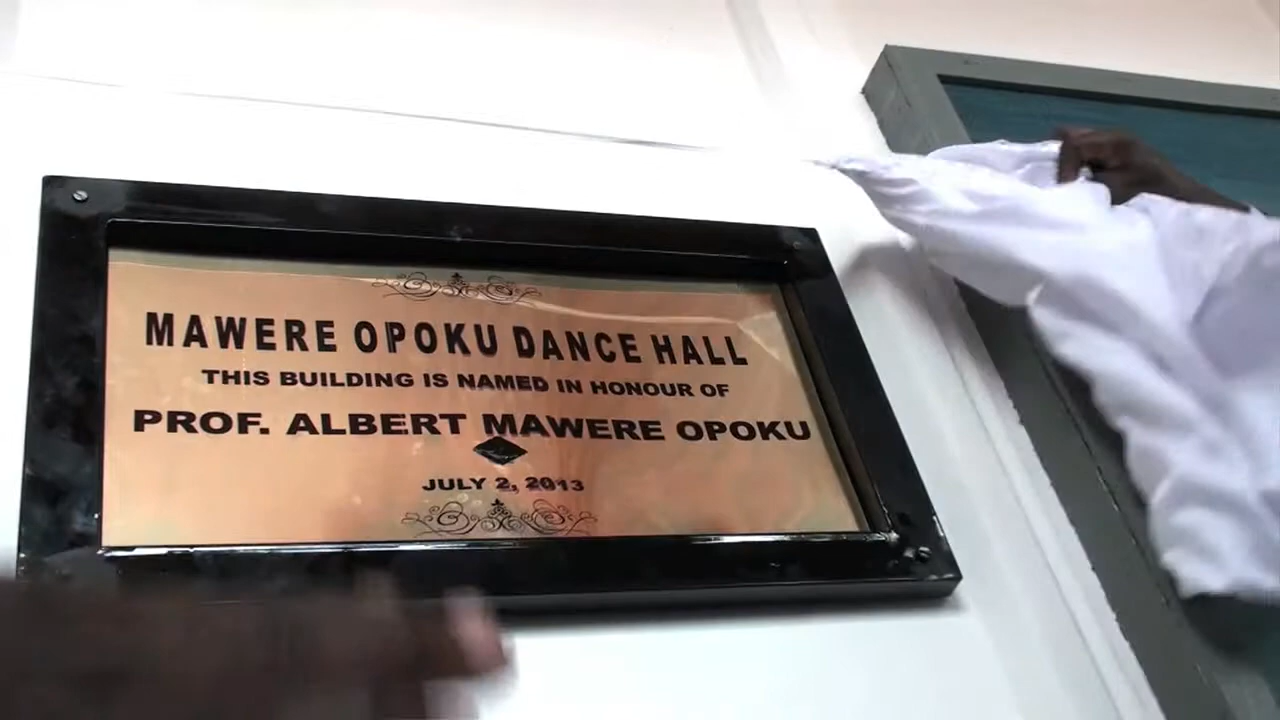 MAWERE OPOKU DANCE HALL
THIS BUILDING IS NAMED IN HONOUR OF
PROF. ALBERT MAWERE OPOKU
JULY 2, 2013